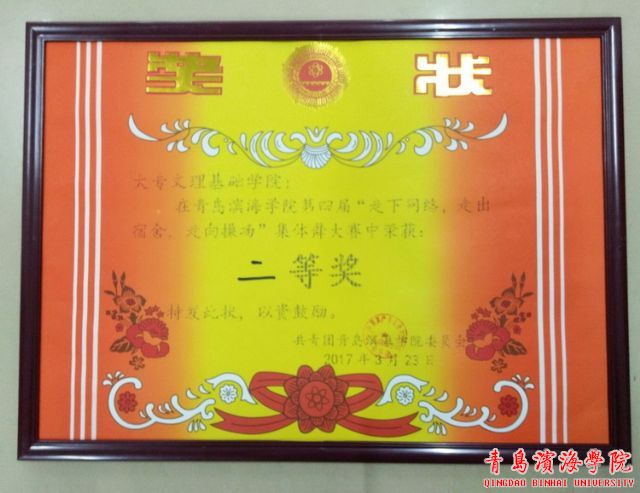 奖 状
大专文理基础学院:
在青岛滨海学院第四届“走下网络,走出
宿舍,走向操场”集体舞大赛中荣获:
二等奖
特发此状,以资鼓励。
共青团青岛滨海学院委员会
2017年3月23日
青島濱海學院
QINGDAO BINHAI UNIVERSITY